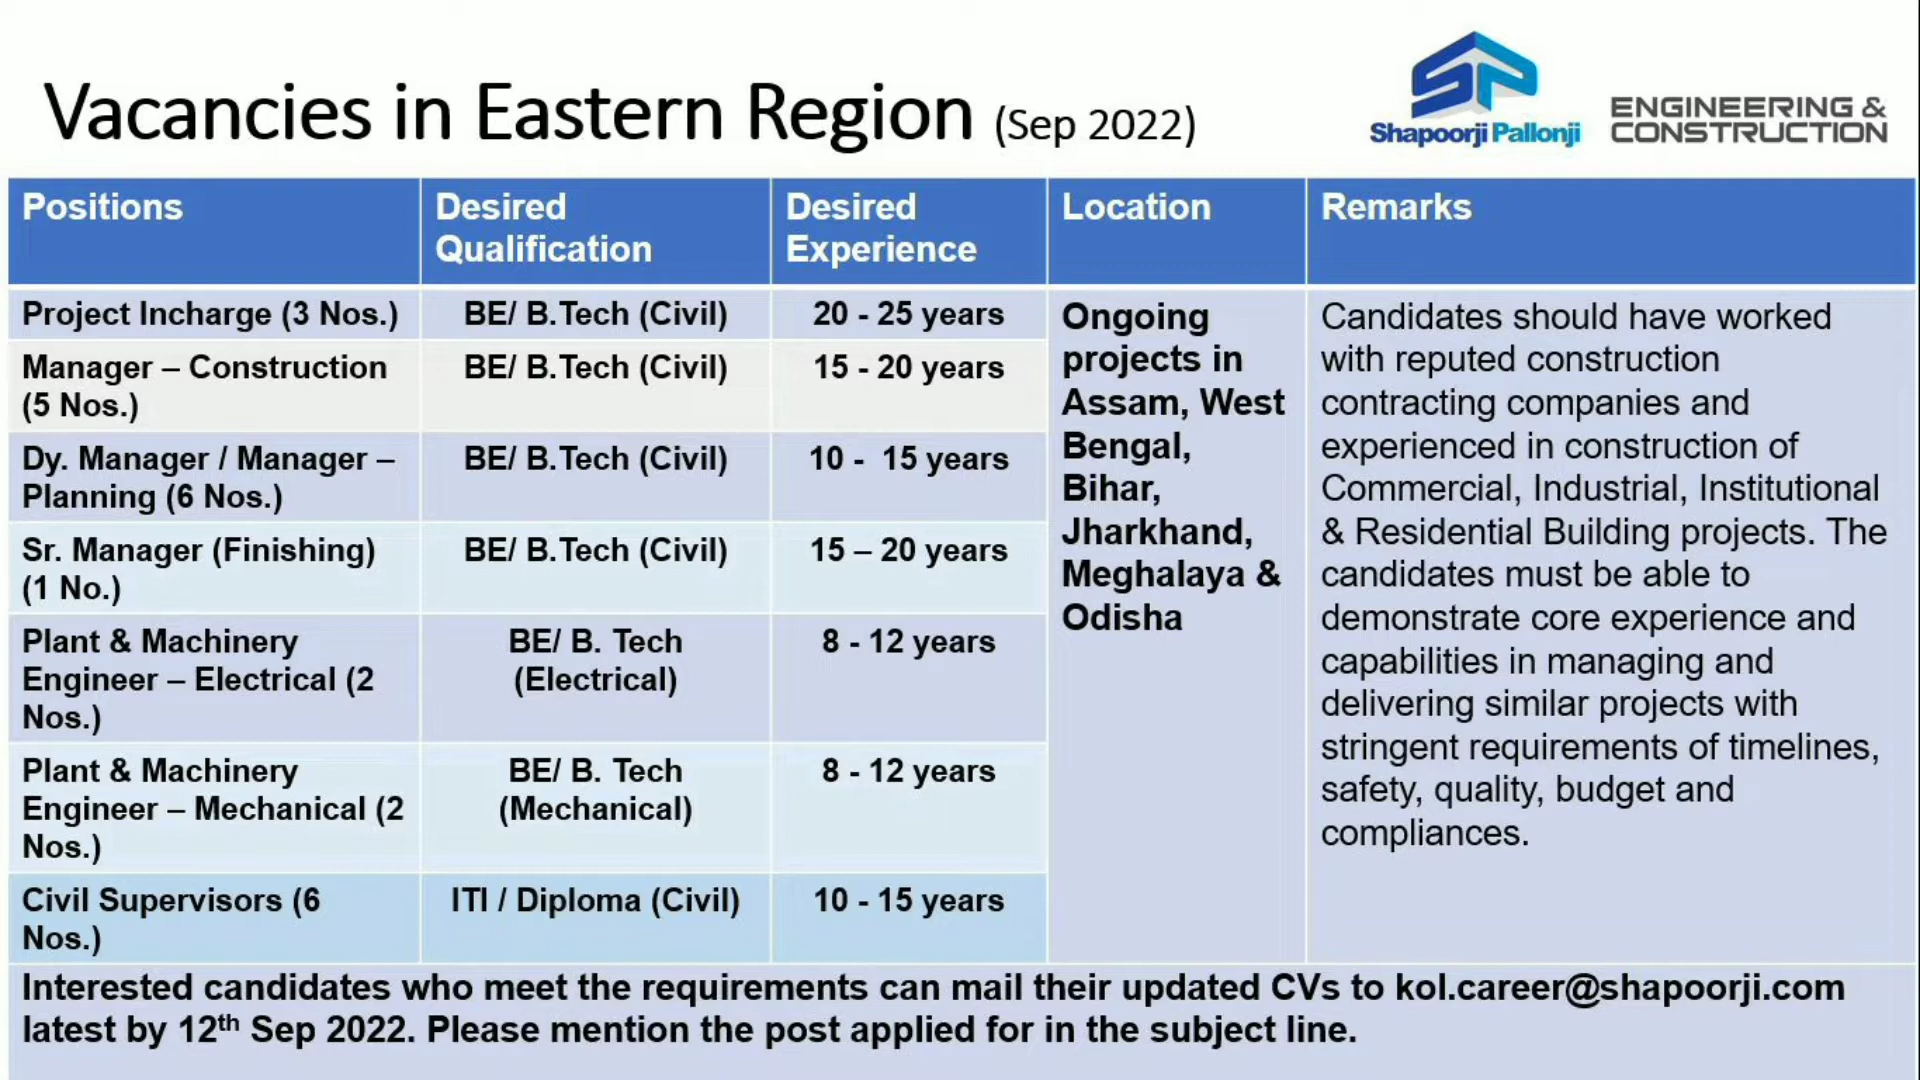 Vacancies in Eastern Region (Sep 2022)
SP
Shapoorji Pallonji
ENGINEERING &
CONSTRUCTION
Positions
Desired
Qualification
Desired
Experience
Location
Remarks
Project Incharge (3 Nos.)
BE/ B.Tech (Civil)
20 - 25 years
Manager – Construction
(5 Nos.)
BE/ B.Tech (Civil)
15 - 20 years
Dy. Manager / Manager –
Planning (6 Nos.)
BE/ B.Tech (Civil)
10 - 15 years
Sr. Manager (Finishing)
(1 No.)
BE/ B.Tech (Civil)
15 – 20 years
Plant & Machinery
Engineer – Electrical (2
Nos.)
BE/ B. Tech
(Electrical)
8 - 12 years
Plant & Machinery
Engineer – Mechanical (2
Nos.)
BE/ B. Tech
(Mechanical)
8 - 12 years
Civil Supervisors (6
Nos.)
ITI / Diploma (Civil)
10 - 15 years
Ongoing
projects in
Assam, West
Bengal,
Bihar,
Jharkhand,
Meghalaya &
Odisha
Candidates should have worked
with reputed construction
contracting companies and
experienced in construction of
Commercial, Industrial, Institutional
& Residential Building projects. The
candidates must be able to
demonstrate core experience and
capabilities in managing and
delivering similar projects with
stringent requirements of timelines,
safety, quality, budget and
compliances.
Interested candidates who meet the requirements can mail their updated CVs to kol.career@shapoorji.com
latest by 12th Sep 2022. Please mention the post applied for in the subject line.